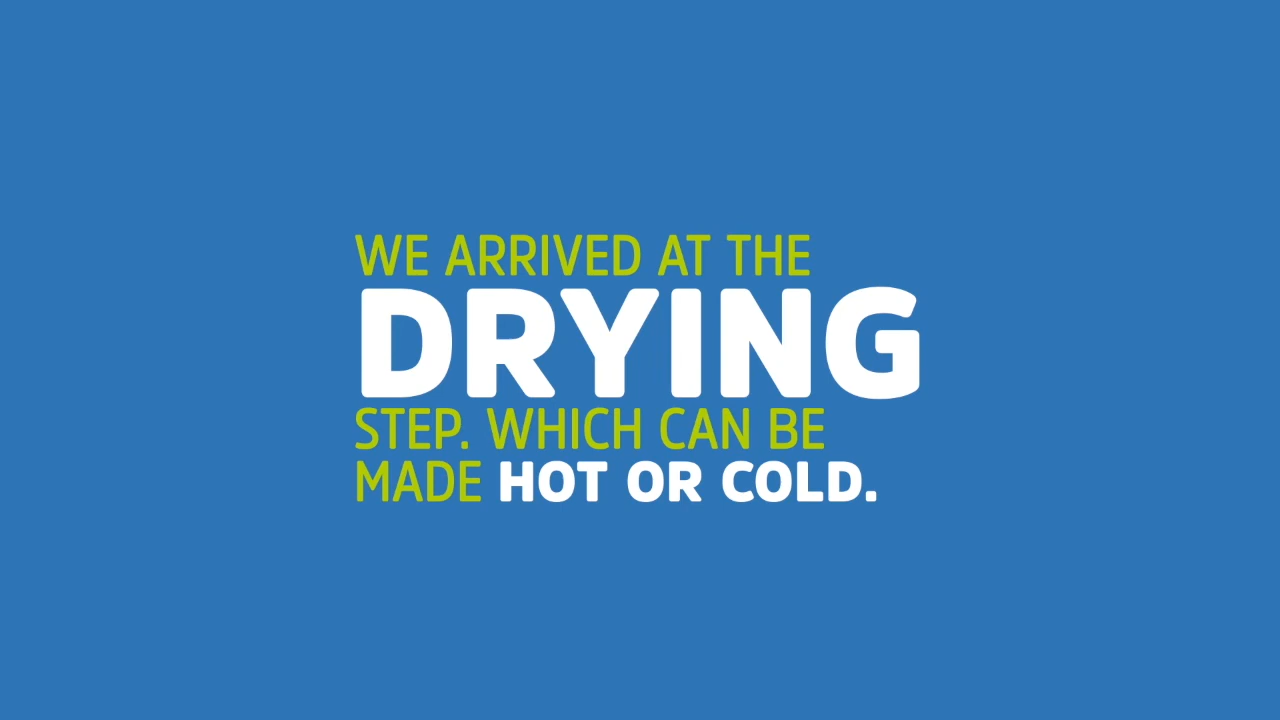 WE ARRIVED AT THE
DRYING
STEP. WHICH CAN BE
MADE HOT OR COLD.